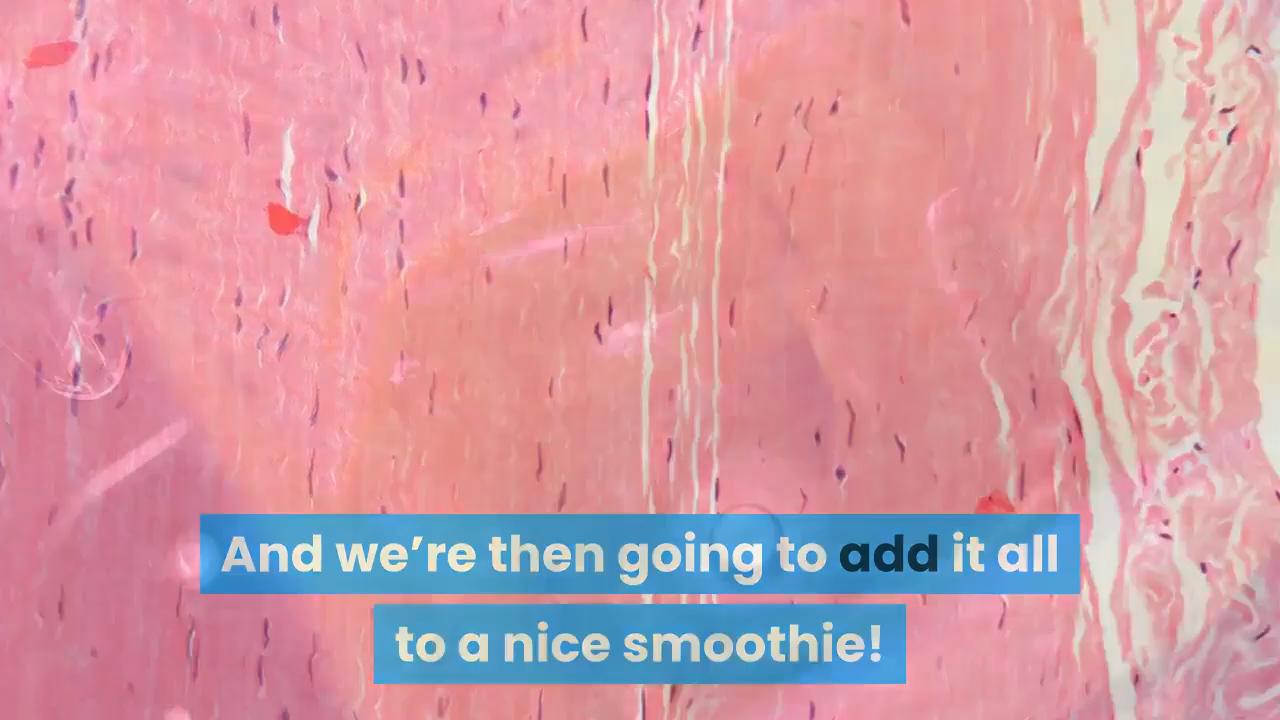 And we’re then going to add it all
to a nice smoothie!